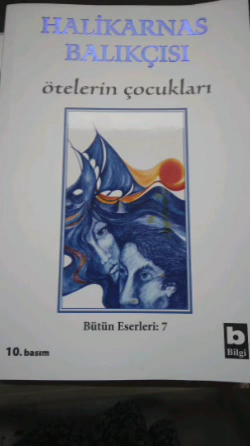 HALİKARNAS
BALIKÇISI
ötelerin çocukları
Bütün Eserleri: 7
10. basım
b
Bilgi